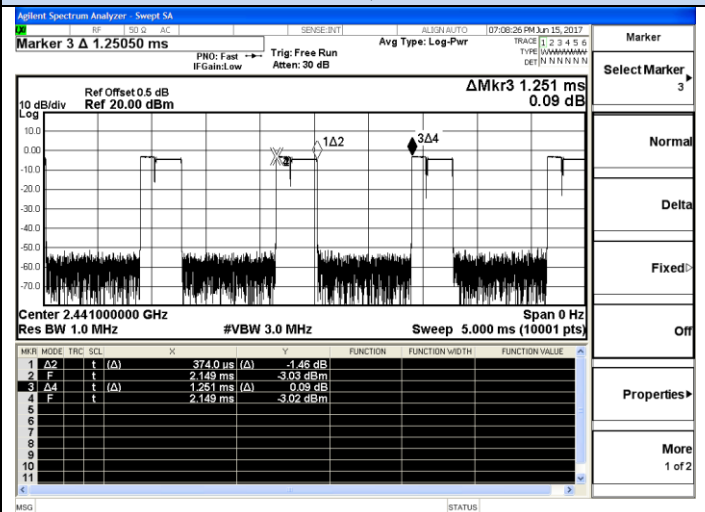 Agilent Spectrum Analyzer - Swept SA
RF 50 Ω AC SENSE:INT ALIGN AUTO 07:08:26 PM Jun 15, 2017
Marker 3 Δ 1.25050 ms
PNO: Fast
IFGain:Low
Trig: Free Run
Atten: 30 dB
Avg Type: Log-Pwr
TRACE 1 2 3 4 5 6
TYPE WWWWWW
DET N N N N N N
Ref Offset 0.5 dB
10 dB/div Ref 20.00 dBm
Log
ΔMkr3 1.251 ms
0.09 dB
10.0
0.00
-10.0
-20.0
-30.0
-40.0
-50.0
-60.0
-70.0
1Δ2
3Δ4
Center 2.441000000 GHz Span 0 Hz
Res BW 1.0 MHz #VBW 3.0 MHz Sweep 5.000 ms (10001 pts)
MKR MODE TRC SCL X Y FUNCTION FUNCTION WIDTH FUNCTION VALUE
1 Δ2 t (Δ) 374.0 µs (Δ) -1.46 dB
2 F t 2.149 ms -3.03 dBm
3 Δ4 t (Δ) 1.251 ms (Δ) 0.09 dB
4 F t 2.149 ms -3.02 dBm
5
6
7
8
9
10
11
MSG STATUS
Marker
Select Marker
3
Normal
Delta
Fixed
Off
Properties
More
1 of 2